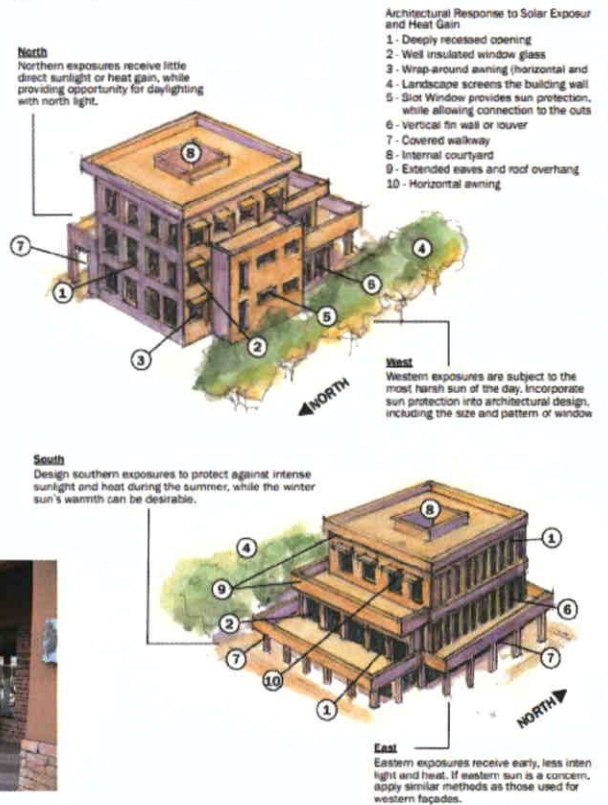 Architectural Response to Solar Exposur
and Heat Gain
1 - Deeply recessed opening
2 - Well insulated window glass
3 - Wrap-around awning (horizontal and
4 - Landscape screens the building wall
5 - Slot Window provides sun protection,
while allowing connection to the outs
6 - Vertical fin wall or louver
7 - Covered walkway
8 - Internal courtyard
9 - Extended eaves and roof overhang
10 - Horizontal awning
North
Northern exposures receive little
direct sunlight or heat gain, while
providing opportunity for daylighting
with north light.
8
7
1
3
2
5
6
4
NORTH
West
Western exposures are subject to the
most harsh sun of the day. Incorporate
sun protection into architectural design,
including the size and pattern of window
South
Design southern exposures to protect against intense
sunlight and heat during the summer, while the winter
sun's warmth can be desirable.
8
4
1
9
2
6
7
7
10
1
NORTH
East
Eastern exposures receive early, less inten
light and heat. If eastern sun is a concern,
apply similar methods as those used for
western façades.